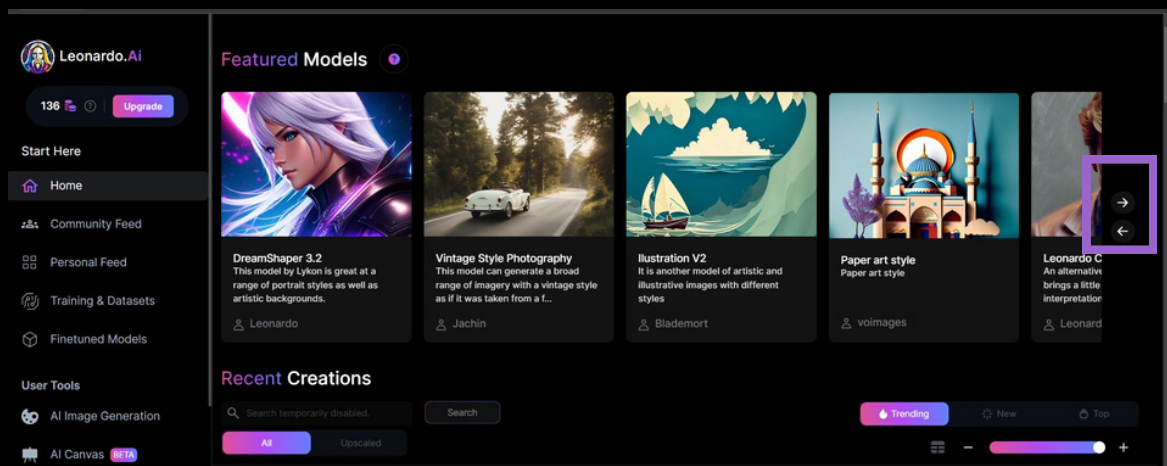 Leonardo.Ai
136
Upgrade
Start Here
Home
Community Feed
Personal Feed
Training & Datasets
Finetuned Models
User Tools
AI Image Generation
AI Canvas BETA
Featured Models ?
DreamShaper 3.2
This model by Lykon is great at a
range of portrait styles as well as
artistic backgrounds.
Leonardo
Vintage Style Photography
This model can generate a broad
range of imagery with a vintage style
as if it was taken from a f...
Jachin
Ilustration V2
It is another model of artistic and
illustrative images with different
styles
Blademort
Paper art style
Paper art style
voimages
Leonardo C
An alternative
brings a little
interpretation
Leonard
Recent Creations
Search temporarily disabled.
Search
Trending
New
Top
All
Upscaled